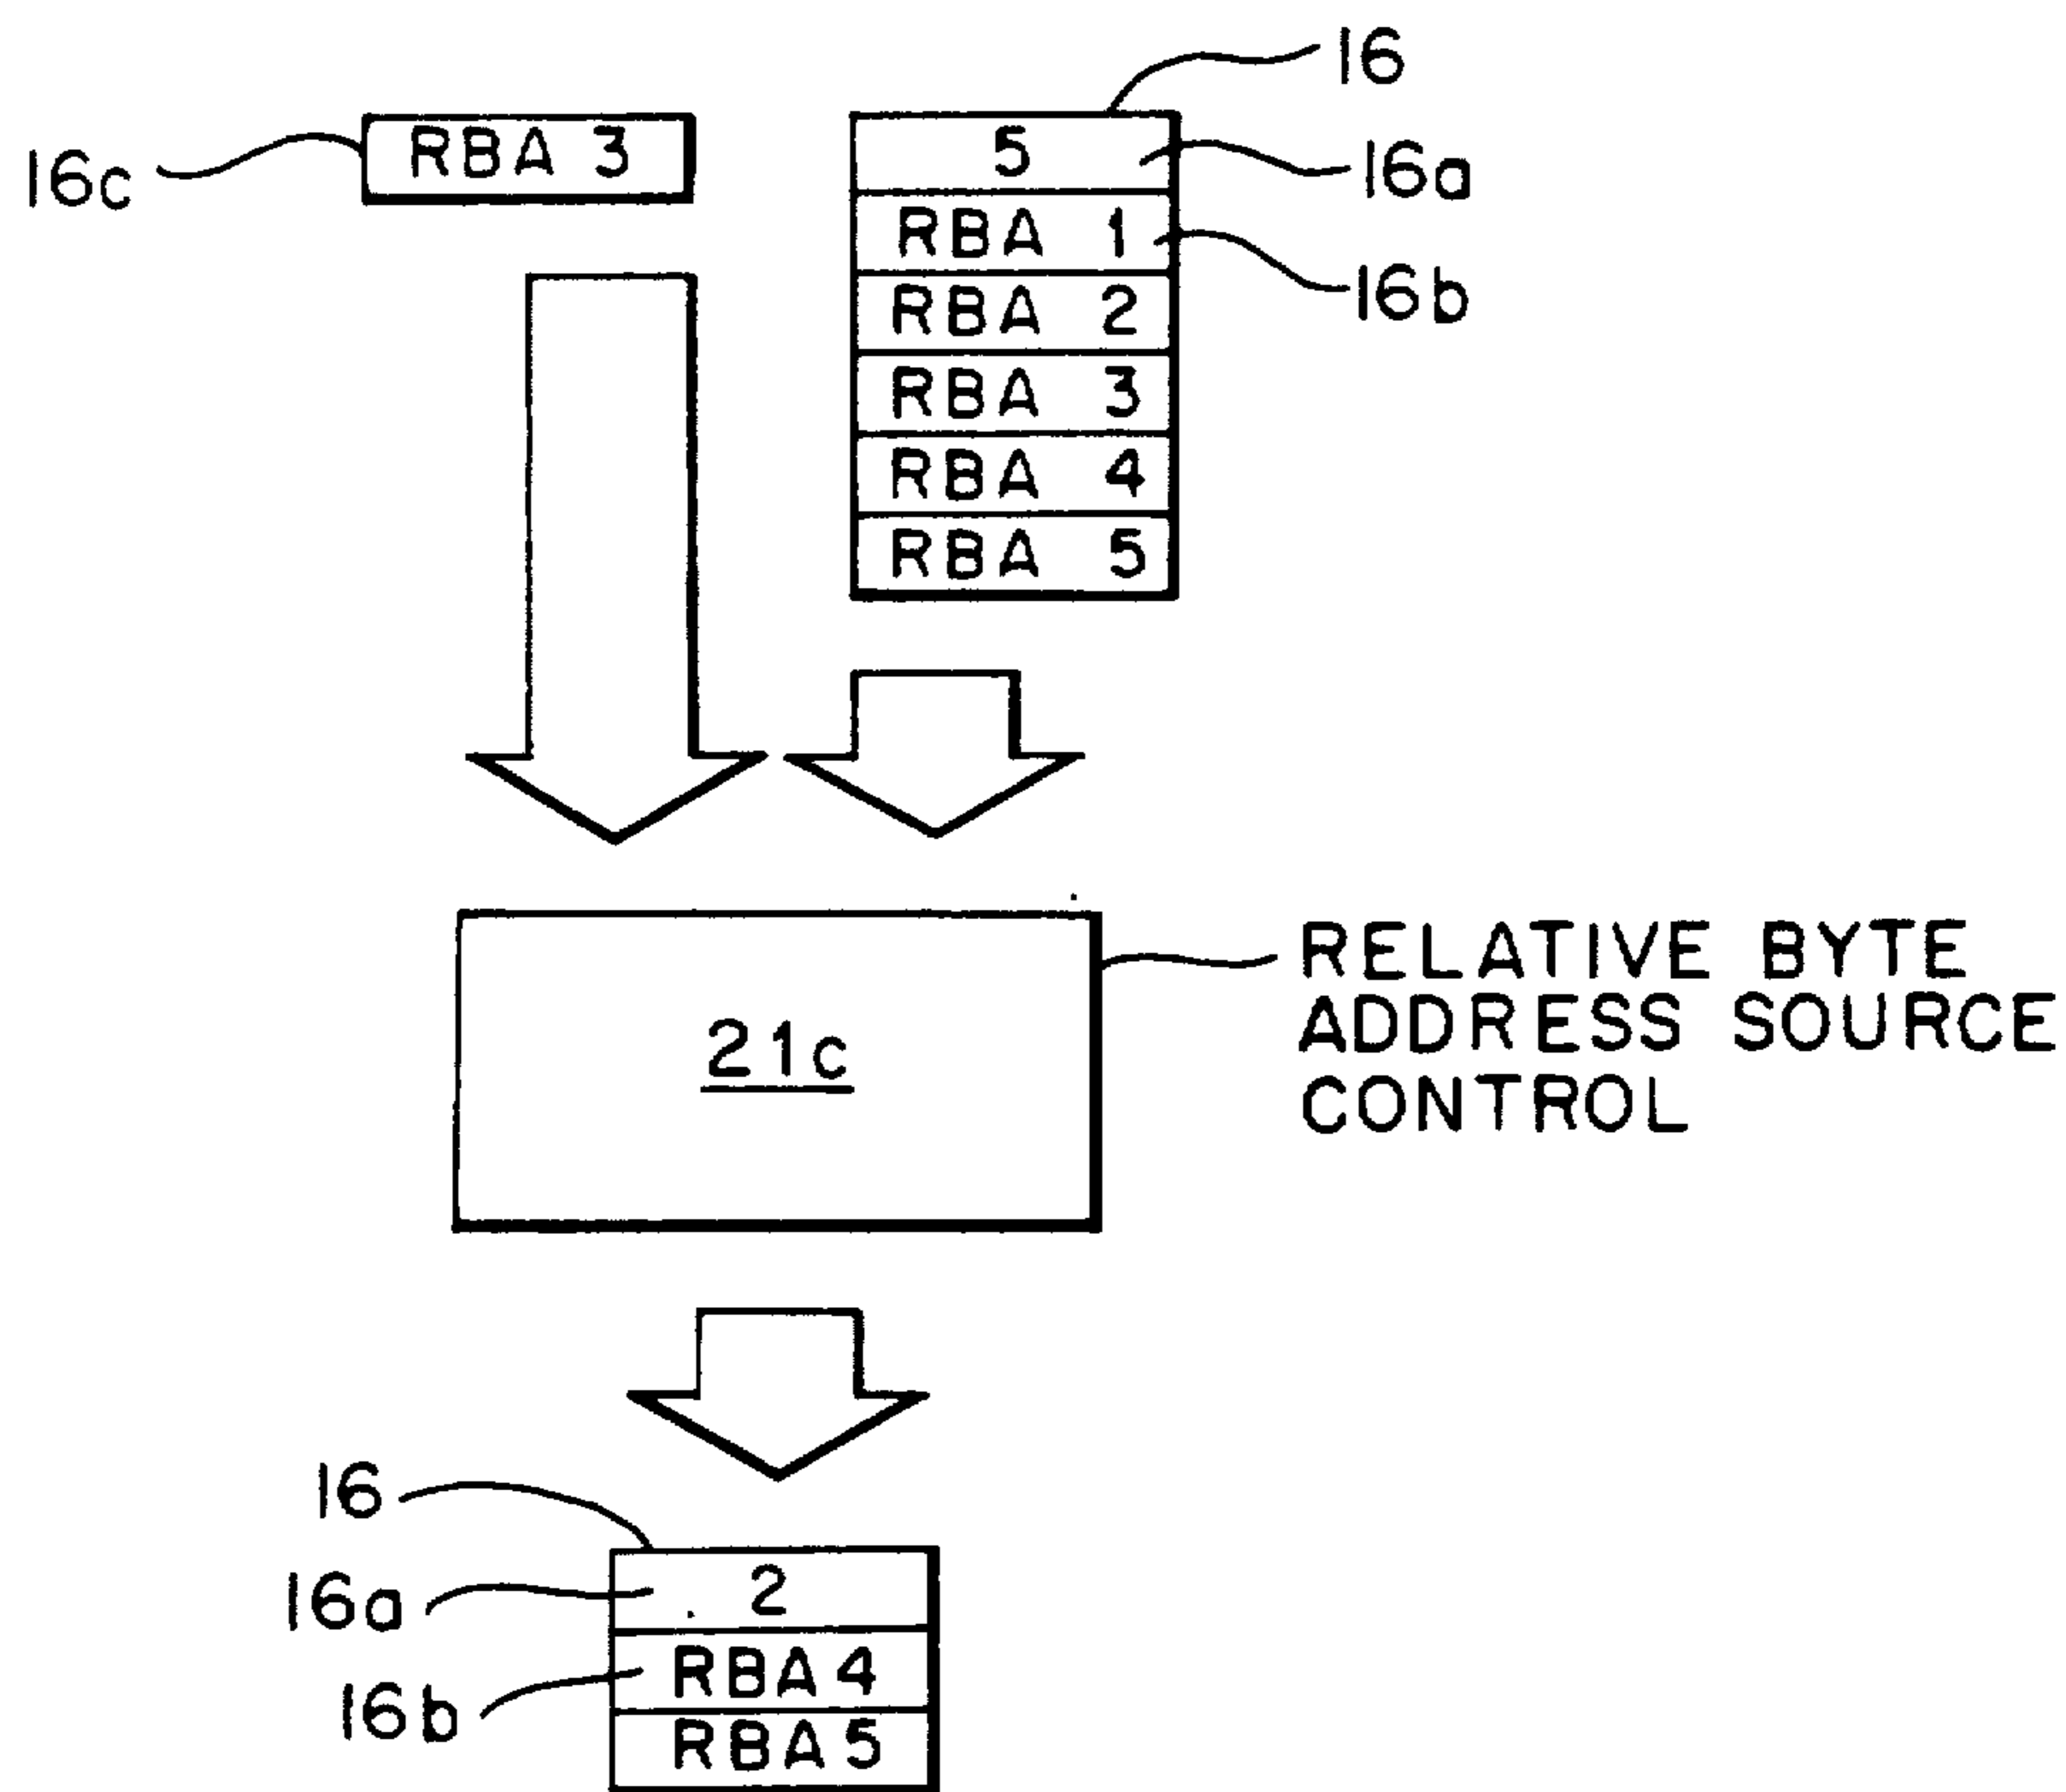 16
16c
RBA 3
5
16a
RBA 1
16b
RBA 2
RBA 3
RBA 4
RBA 5
21c
RELATIVE BYTE
ADDRESS SOURCE
CONTROL
16
16a
2
16b
RBA4
RBA5